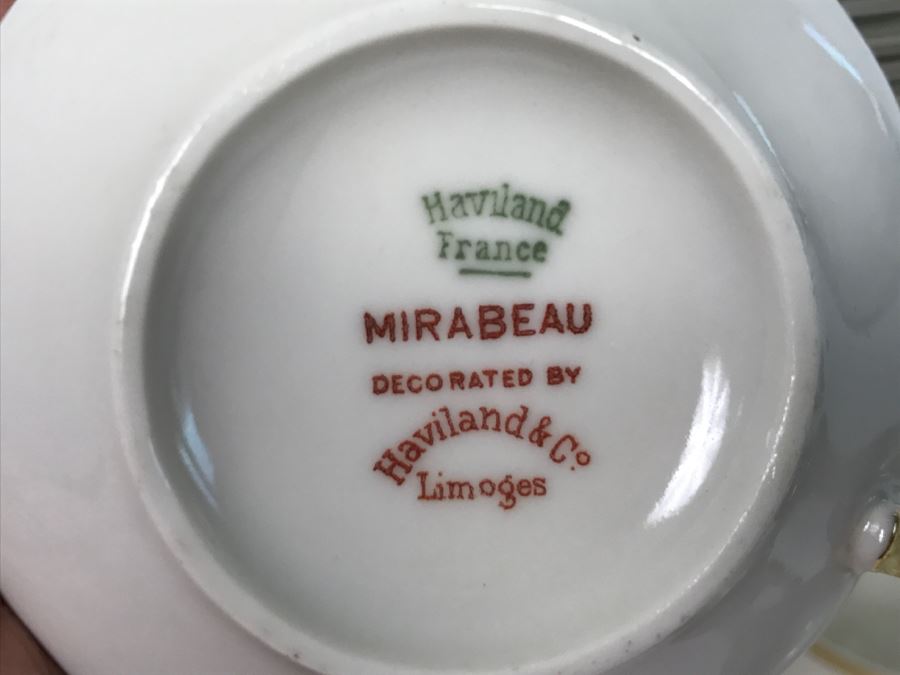 Haviland
France
MIRABEAU
DECORATED BY
Haviland & Co.
Limoges